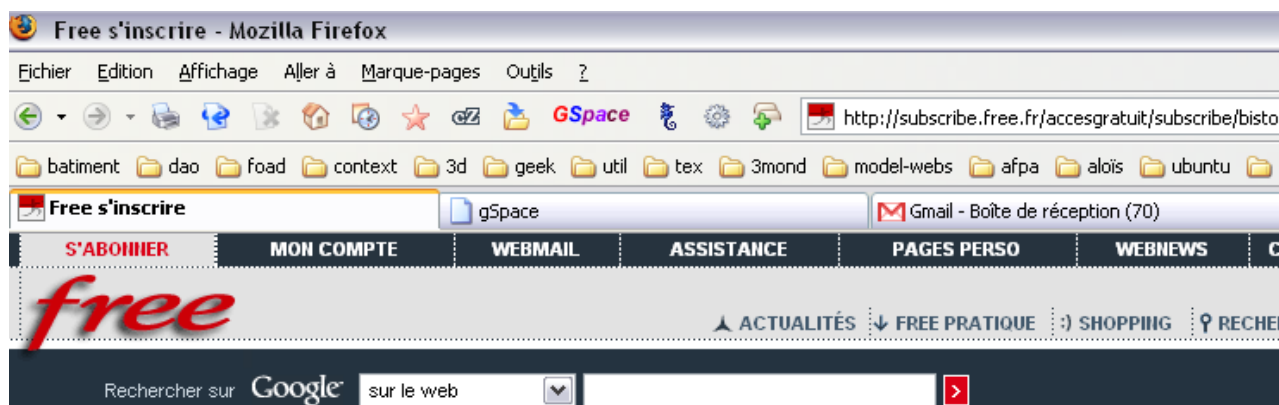 Free s'inscrire - Mozilla Firefox
Fichier Edition Affichage Aller à Marque-pages Outils ?
GSpace http://subscribe.free.fr/accesgratuit/subscribe/bisto
batiment dao foad context 3d geek util tex 3mond model-webs afpa aloïs ubuntu
Free s'inscrire gSpace Gmail - Boîte de réception (70)
S'ABONNER MON COMPTE WEBMAIL ASSISTANCE PAGES PERSO WEBNEWS C
free
ACTUALITÉS FREE PRATIQUE :) SHOPPING RECHE
Rechercher sur Google sur le web